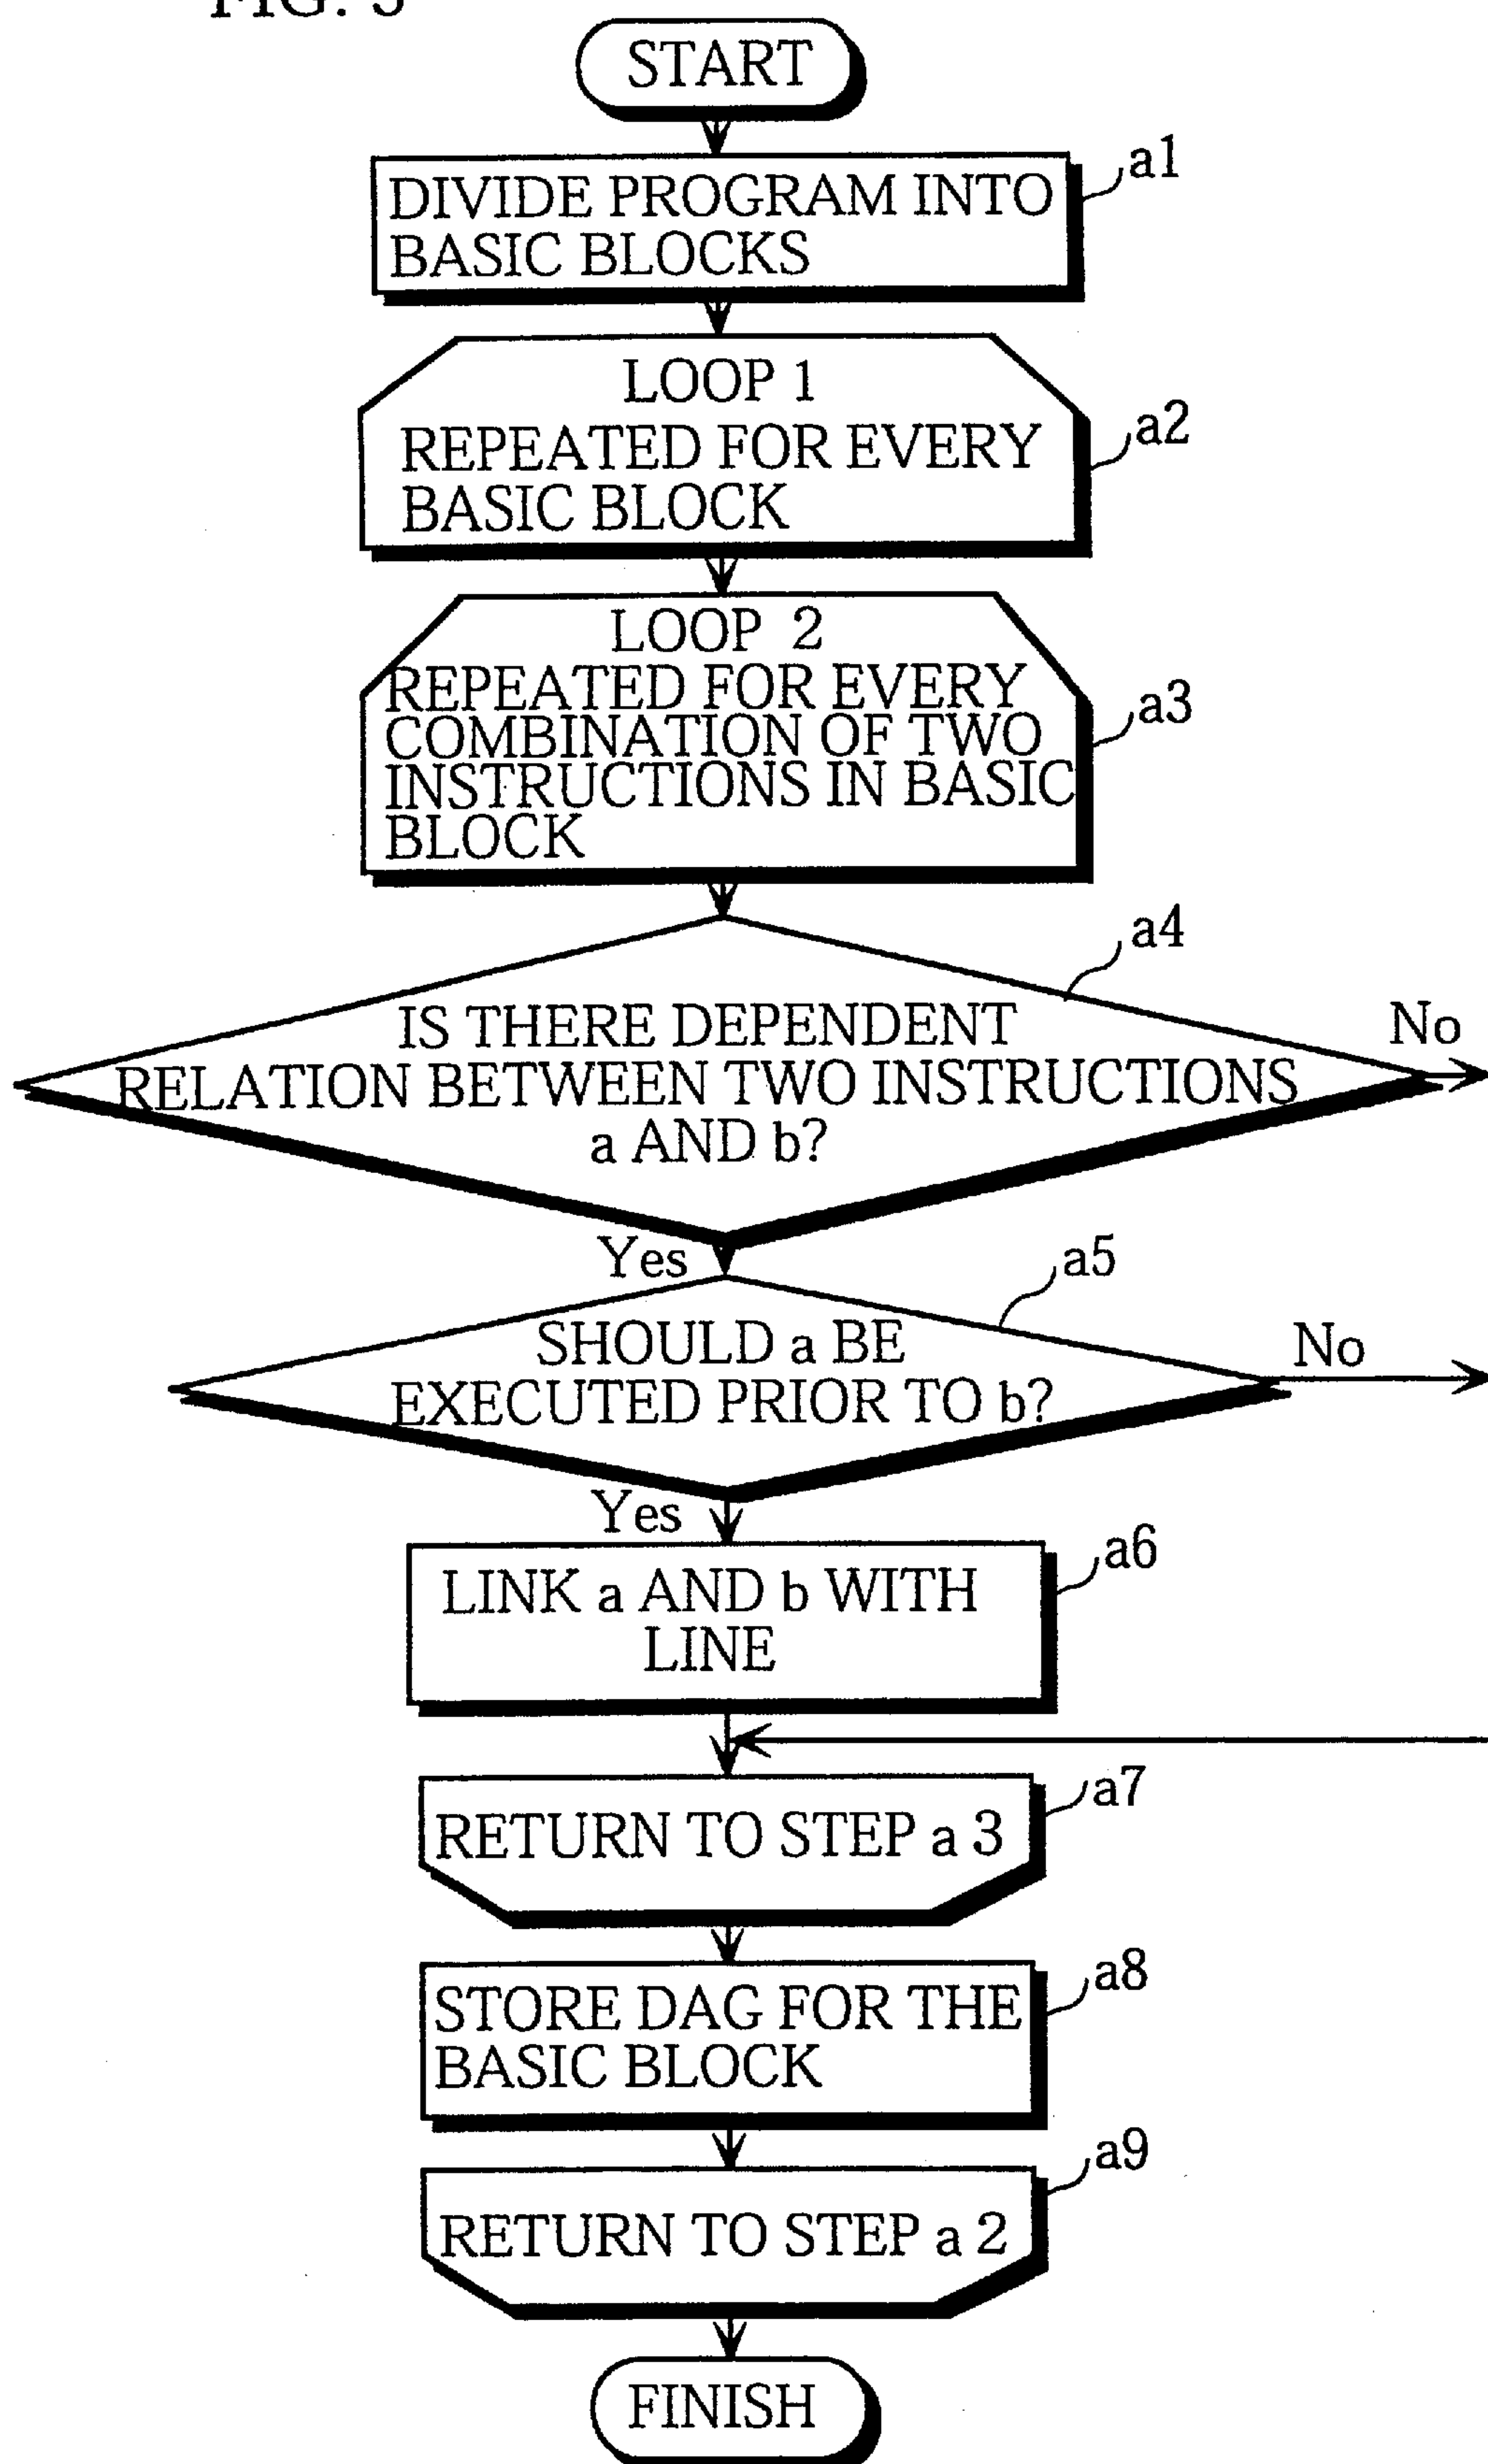 START
a1
DIVIDE PROGRAM INTO
BASIC BLOCKS
LOOP 1
a2
REPEATED FOR EVERY
BASIC BLOCK
LOOP 2
REPEATED FOR EVERY
a3
COMBINATION OF TWO
INSTRUCTIONS IN BASIC
BLOCK
a4
IS THERE DEPENDENT
No
RELATION BETWEEN TWO INSTRUCTIONS
a AND b?
Yes
a5
SHOULD a BE
No
EXECUTED PRIOR TO b?
Yes
a6
LINK a AND b WITH
LINE
a7
RETURN TO STEP a 3
a8
STORE DAG FOR THE
BASIC BLOCK
a9
RETURN TO STEP a 2
FINISH